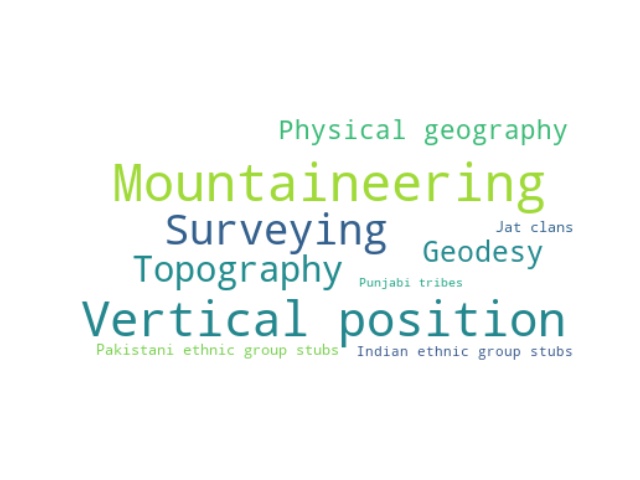 Physical geography
Mountaineering
Surveying
Jat clans
Geodesy
Topography
Punjabi tribes
Vertical position
Pakistani ethnic group stubs
Indian ethnic group stubs